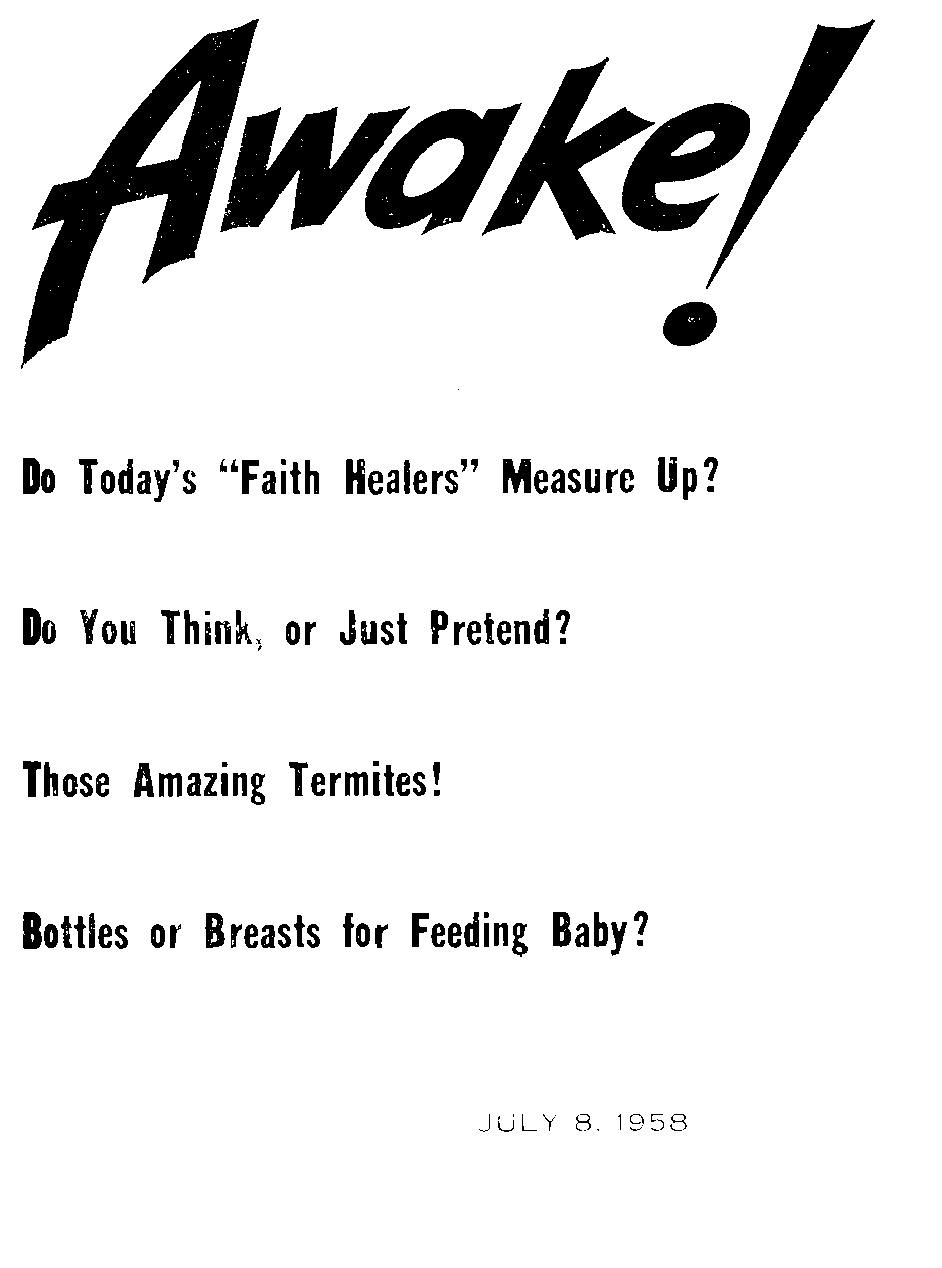 Awake!
Do Today's “Faith Healers” Measure Up?
Do You Think, or Just Pretend?
Those Amazing Termites!
Bottles or Breasts for Feeding Baby?
JULY 8, 1958